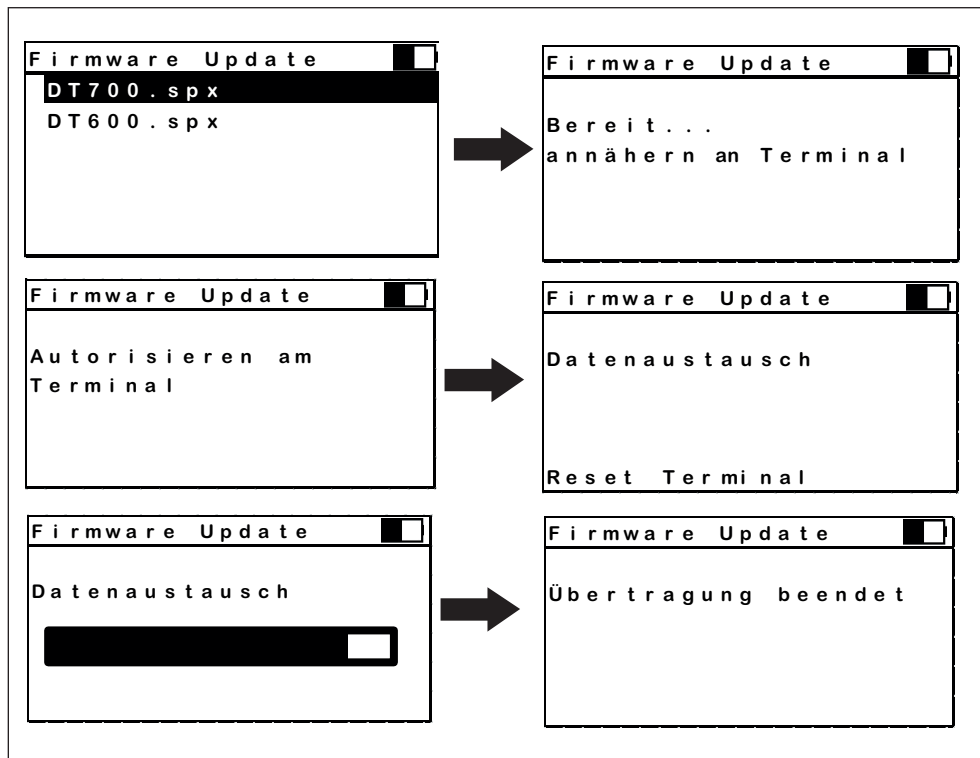 Firmware Update
DT700.spx
DT600.spx
Firmware Update
Bereit...
annähern an Terminal
Firmware Update
Autorisieren am
Terminal
Firmware Update
Datenaustausch
Reset Terminal
Firmware Update
Datenaustausch
Firmware Update
Übertragung beendet